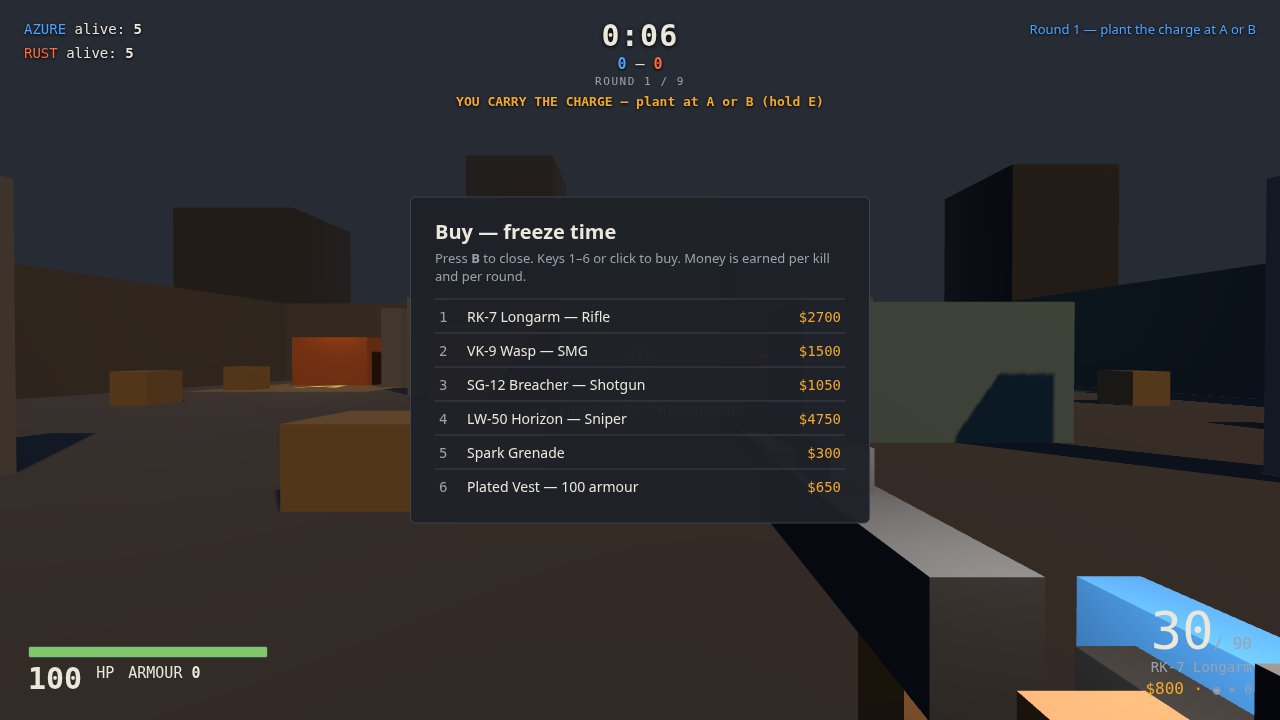 AZURE alive: 5
RUST alive: 5
0:06
0 — 0
ROUND 1 / 9
YOU CARRY THE CHARGE — plant at A or B (hold E)
Round 1 — plant the charge at A or B
Buy — freeze time
Press B to close. Keys 1–6 or click to buy. Money is earned per kill
and per round.
1 RK-7 Longarm — Rifle $2700
2 VK-9 Wasp — SMG $1500
3 SG-12 Breacher — Shotgun $1050
4 LW-50 Horizon — Sniper $4750
5 Spark Grenade $300
6 Plated Vest — 100 armour $650
100 HP ARMOUR 0
30 / 90
RK-7 Longarm
$800 · ◉ × 0